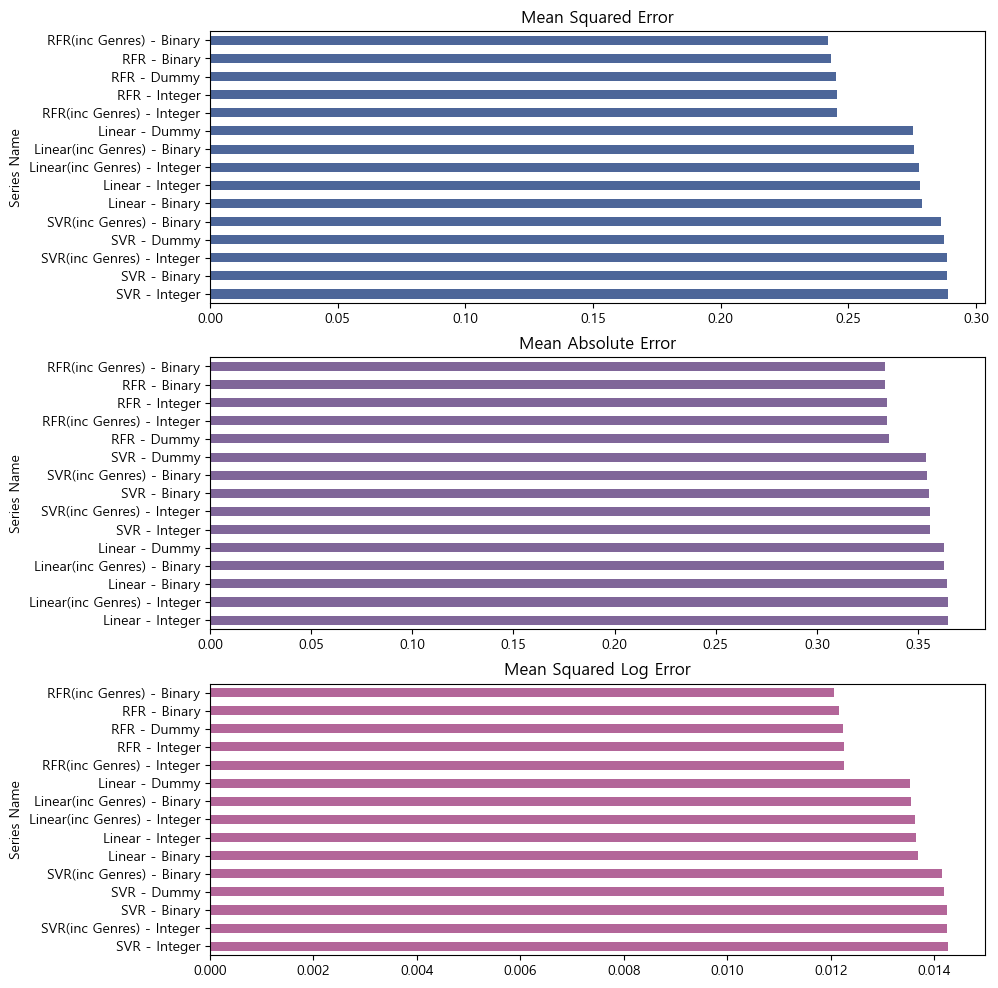 Mean Squared Error
Series Name
RFR(inc Genres) - Binary
RFR - Binary
RFR - Dummy
RFR - Integer
RFR(inc Genres) - Integer
Linear - Dummy
Linear(inc Genres) - Binary
Linear(inc Genres) - Integer
Linear - Integer
Linear - Binary
SVR(inc Genres) - Binary
SVR - Dummy
SVR(inc Genres) - Integer
SVR - Binary
SVR - Integer
0.00 0.05 0.10 0.15 0.20 0.25 0.30
Mean Absolute Error
Series Name
RFR(inc Genres) - Binary
RFR - Binary
RFR - Integer
RFR(inc Genres) - Integer
RFR - Dummy
SVR - Dummy
SVR(inc Genres) - Binary
SVR - Binary
SVR(inc Genres) - Integer
SVR - Integer
Linear - Dummy
Linear(inc Genres) - Binary
Linear - Binary
Linear(inc Genres) - Integer
Linear - Integer
0.00 0.05 0.10 0.15 0.20 0.25 0.30 0.35
Mean Squared Log Error
Series Name
RFR(inc Genres) - Binary
RFR - Binary
RFR - Dummy
RFR - Integer
RFR(inc Genres) - Integer
Linear - Dummy
Linear(inc Genres) - Binary
Linear(inc Genres) - Integer
Linear - Integer
Linear - Binary
SVR(inc Genres) - Binary
SVR - Dummy
SVR - Binary
SVR(inc Genres) - Integer
SVR - Integer
0.000 0.002 0.004 0.006 0.008 0.010 0.012 0.014